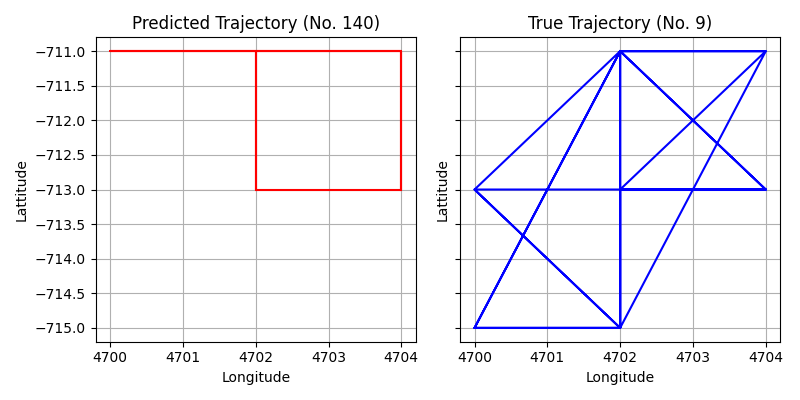 Predicted Trajectory (No. 140)
True Trajectory (No. 9)
−711.0
−711.5
−712.0
−712.5
−713.0
−713.5
−714.0
−714.5
−715.0
Lattitude
Lattitude
4700 4701 4702 4703 4704
4700 4701 4702 4703 4704
Longitude
Longitude